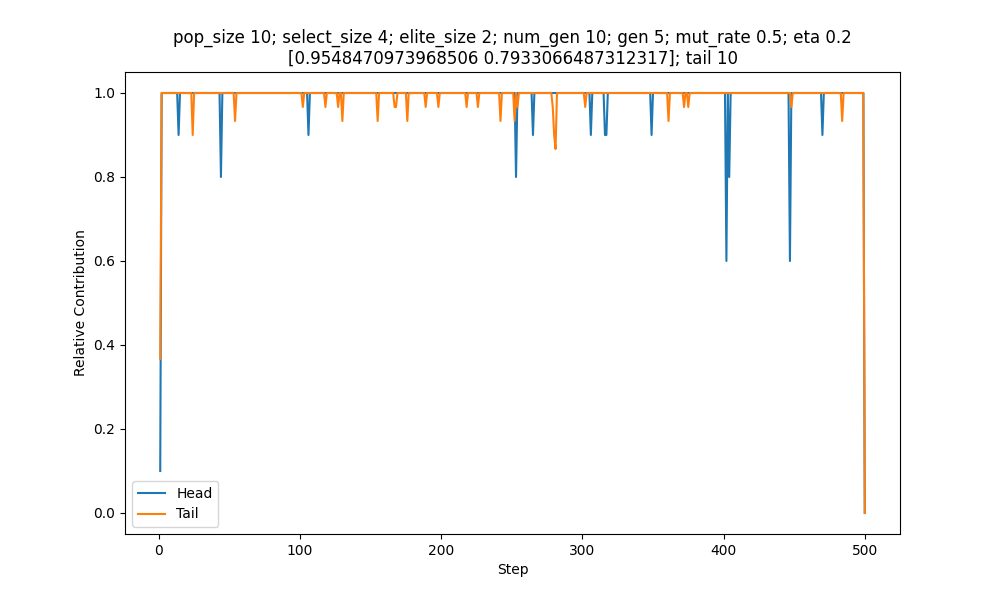 pop_size 10; select_size 4; elite_size 2; num_gen 10; gen 5; mut_rate 0.5; eta 0.2
[0.9548470973968506 0.7933066487312317]; tail 10
1.0
0.8
0.6
0.4
0.2
0.0
Relative Contribution
Head
Tail
0
100
200
300
400
500
Step